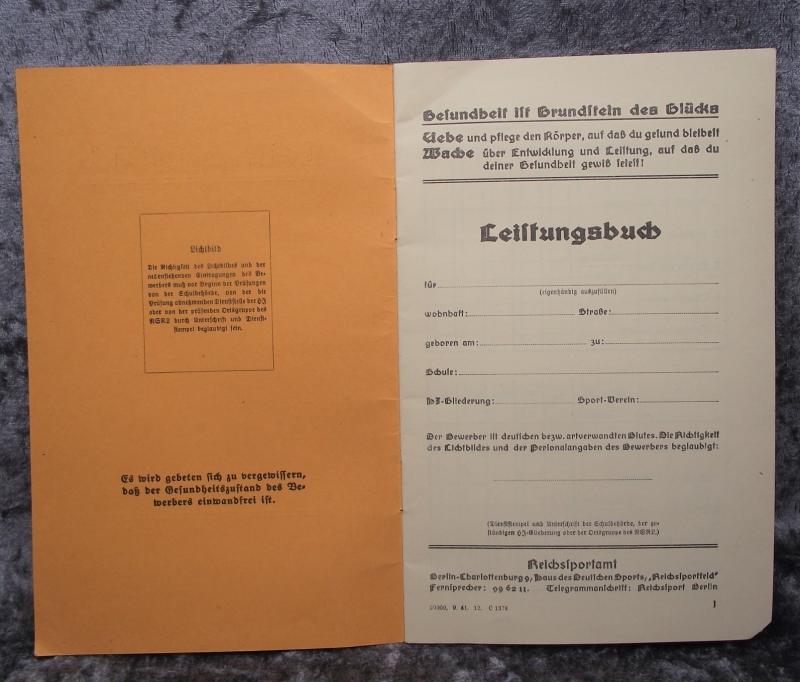 Lichtbild
Die Richtigkeit des Lichtbildes und der
nebenstehenden Eintragungen des Be-
werbers muß vor Beginn der Prüfungen
von der Schulbehörde, von der die
Prüfung abnehmenden Dienststelle der HJ
oder von der prüfenden Ortsgruppe des
NSRL durch Unterschrift und Dienst-
stempel beglaubigt sein.
Es wird gebeten sich zu vergewissern,
daß der Gesundheitszustand des Be-
werbers einwandfrei ist.
Gesundheit ist Grundstein des Glücks
Uebe und pflege den Körper, auf daß du gesund bleibest
Wache über Entwicklung und Leistung, auf daß du
deiner Gesundheit gewiß seiest!
Leistungsbuch
für
(eigenhändig auszufüllen)
wohnhaft: Straße:
geboren am: zu:
Schule:
HJ-Gliederung: Sport-Verein:
Der Bewerber ist deutschen bezw. artverwandten Blutes. Die Richtigkeit
des Lichtbildes und der Personalangaben des Bewerbers beglaubigt:
(Dienststempel und Unterschrift der Schulbehörde, der zu-
ständigen HJ-Gliederung oder der Ortsgruppe des NSRL.)
Reichssportamt
Berlin-Charlottenburg 9, Haus des Deutschen Sports, „Reichssportfeld“
Fernsprecher: 99 62 11. Telegrammanschrift: Reichssport Berlin
9. 41. 12. C 1378 1